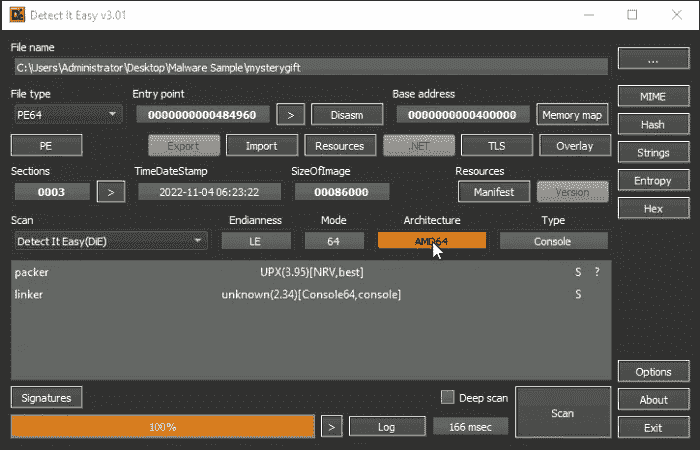 Detect It Easy v3.01
File name
C:\Users\Administrator\Desktop\Malware Sample\mysterygift
...
File type Entry point Base address
PE64 0000000000484960 > Disasm 0000000000400000 Memory map
MIME
PE Export Import Resources .NET TLS Overlay
Hash
Strings
Sections TimeDateStamp SizeOfImage Resources
0003 > 2022-11-04 06:23:22 00086000 Manifest Version
Entropy
Hex
Scan Endianness Mode Architecture Type
Detect It Easy(DiE) LE 64 AMD64 Console
packer UPX(3.95)[NRV,best] S ?
linker unknown(2.34)[Console64,console] S
Options
Signatures Deep scan Scan About
100% > Log 166 msec Exit